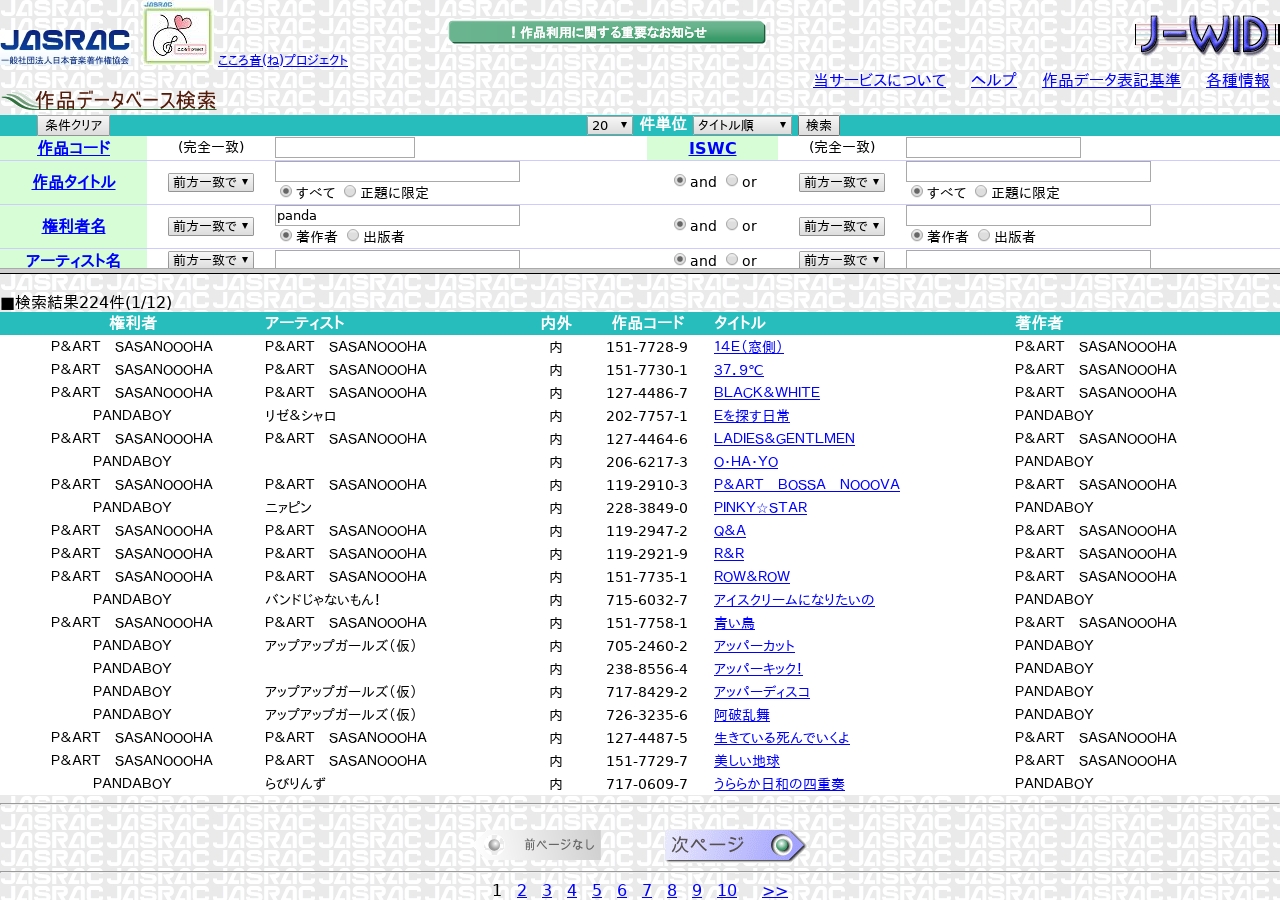 JASRAC
一般社団法人日本音楽著作権協会
JASRAC
こころ音(ね)プロジェクト
！作品利用に関する重要なお知らせ
J-WID
当サービスについて ヘルプ 作品データ表記基準 各種情報
作品データベース検索
条件クリア 20 件単位 タイトル順 検索
作品コード (完全一致) ISWC (完全一致)
作品タイトル 前方一致で and or 前方一致で
すべて 正題に限定 すべて 正題に限定
権利者名 前方一致で panda and or 前方一致で
著作者 出版者 著作者 出版者
アーティスト名 前方一致で and or 前方一致で
■検索結果224件(1/12)
権利者 アーティスト 内外 作品コード タイトル 著作者
Ｐ＆ＡＲＴ　ＳＡＳＡＮＯＯＯＨＡ Ｐ＆ＡＲＴ　ＳＡＳＡＮＯＯＯＨＡ 内 151-7728-9 １４Ｅ（窓側） Ｐ＆ＡＲＴ　ＳＡＳＡＮＯＯＯＨＡ
Ｐ＆ＡＲＴ　ＳＡＳＡＮＯＯＯＨＡ Ｐ＆ＡＲＴ　ＳＡＳＡＮＯＯＯＨＡ 内 151-7730-1 ３７．９℃ Ｐ＆ＡＲＴ　ＳＡＳＡＮＯＯＯＨＡ
Ｐ＆ＡＲＴ　ＳＡＳＡＮＯＯＯＨＡ Ｐ＆ＡＲＴ　ＳＡＳＡＮＯＯＯＨＡ 内 127-4486-7 ＢＬＡＣＫ＆ＷＨＩＴＥ Ｐ＆ＡＲＴ　ＳＡＳＡＮＯＯＯＨＡ
ＰＡＮＤＡＢＯＹ リゼ＆シャロ 内 202-7757-1 Ｅを探す日常 ＰＡＮＤＡＢＯＹ
Ｐ＆ＡＲＴ　ＳＡＳＡＮＯＯＯＨＡ Ｐ＆ＡＲＴ　ＳＡＳＡＮＯＯＯＨＡ 内 127-4464-6 ＬＡＤＩＥＳ＆ＧＥＮＴＬＭＥＮ Ｐ＆ＡＲＴ　ＳＡＳＡＮＯＯＯＨＡ
ＰＡＮＤＡＢＯＹ 内 206-6217-3 Ｏ・ＨＡ・ＹＯ ＰＡＮＤＡＢＯＹ
Ｐ＆ＡＲＴ　ＳＡＳＡＮＯＯＯＨＡ Ｐ＆ＡＲＴ　ＳＡＳＡＮＯＯＯＨＡ 内 119-2910-3 Ｐ＆ＡＲＴ　ＢＯＳＳＡ　ＮＯＯＯＶＡ Ｐ＆ＡＲＴ　ＳＡＳＡＮＯＯＯＨＡ
ＰＡＮＤＡＢＯＹ ニァピン 内 228-3849-0 ＰＩＮＫＹ☆ＳＴＡＲ ＰＡＮＤＡＢＯＹ
Ｐ＆ＡＲＴ　ＳＡＳＡＮＯＯＯＨＡ Ｐ＆ＡＲＴ　ＳＡＳＡＮＯＯＯＨＡ 内 119-2947-2 Ｑ＆Ａ Ｐ＆ＡＲＴ　ＳＡＳＡＮＯＯＯＨＡ
Ｐ＆ＡＲＴ　ＳＡＳＡＮＯＯＯＨＡ Ｐ＆ＡＲＴ　ＳＡＳＡＮＯＯＯＨＡ 内 119-2921-9 Ｒ＆Ｒ Ｐ＆ＡＲＴ　ＳＡＳＡＮＯＯＯＨＡ
Ｐ＆ＡＲＴ　ＳＡＳＡＮＯＯＯＨＡ Ｐ＆ＡＲＴ　ＳＡＳＡＮＯＯＯＨＡ 内 151-7735-1 ＲＯＷ＆ＲＯＷ Ｐ＆ＡＲＴ　ＳＡＳＡＮＯＯＯＨＡ
ＰＡＮＤＡＢＯＹ バンドじゃないもん！ 内 715-6032-7 アイスクリームになりたいの ＰＡＮＤＡＢＯＹ
Ｐ＆ＡＲＴ　ＳＡＳＡＮＯＯＯＨＡ Ｐ＆ＡＲＴ　ＳＡＳＡＮＯＯＯＨＡ 内 151-7758-1 青い鳥 Ｐ＆ＡＲＴ　ＳＡＳＡＮＯＯＯＨＡ
ＰＡＮＤＡＢＯＹ アップアップガールズ（仮） 内 705-2460-2 アッパーカット ＰＡＮＤＡＢＯＹ
ＰＡＮＤＡＢＯＹ 内 238-8556-4 アッパーキック！ ＰＡＮＤＡＢＯＹ
ＰＡＮＤＡＢＯＹ アップアップガールズ（仮） 内 717-8429-2 アッパーディスコ ＰＡＮＤＡＢＯＹ
ＰＡＮＤＡＢＯＹ アップアップガールズ（仮） 内 726-3235-6 阿破乱舞 ＰＡＮＤＡＢＯＹ
Ｐ＆ＡＲＴ　ＳＡＳＡＮＯＯＯＨＡ Ｐ＆ＡＲＴ　ＳＡＳＡＮＯＯＯＨＡ 内 127-4487-5 生きている死んでいくよ Ｐ＆ＡＲＴ　ＳＡＳＡＮＯＯＯＨＡ
Ｐ＆ＡＲＴ　ＳＡＳＡＮＯＯＯＨＡ Ｐ＆ＡＲＴ　ＳＡＳＡＮＯＯＯＨＡ 内 151-7729-7 美しい地球 Ｐ＆ＡＲＴ　ＳＡＳＡＮＯＯＯＨＡ
ＰＡＮＤＡＢＯＹ らびりんず 内 717-0609-7 うららか日和の四重奏 ＰＡＮＤＡＢＯＹ
前ページなし 次ページ
1 2 3 4 5 6 7 8 9 10 >>